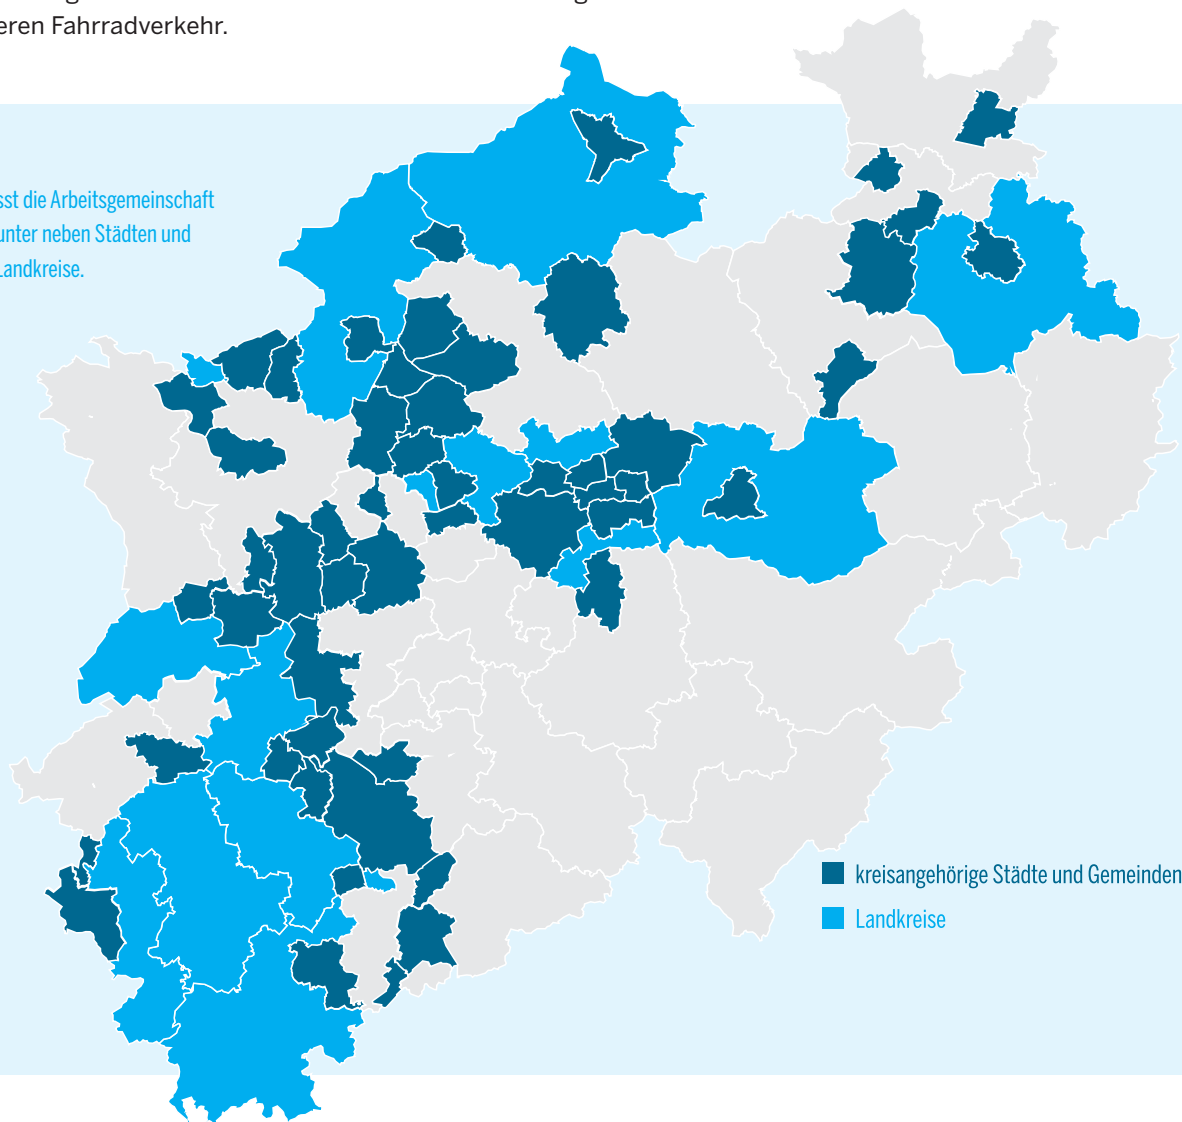 eren Fahrradverkehr.
sst die Arbeitsgemeinschaft
unter neben Städten und
Landkreise.
kreisangehörige Städte und Gemeinden
Landkreise